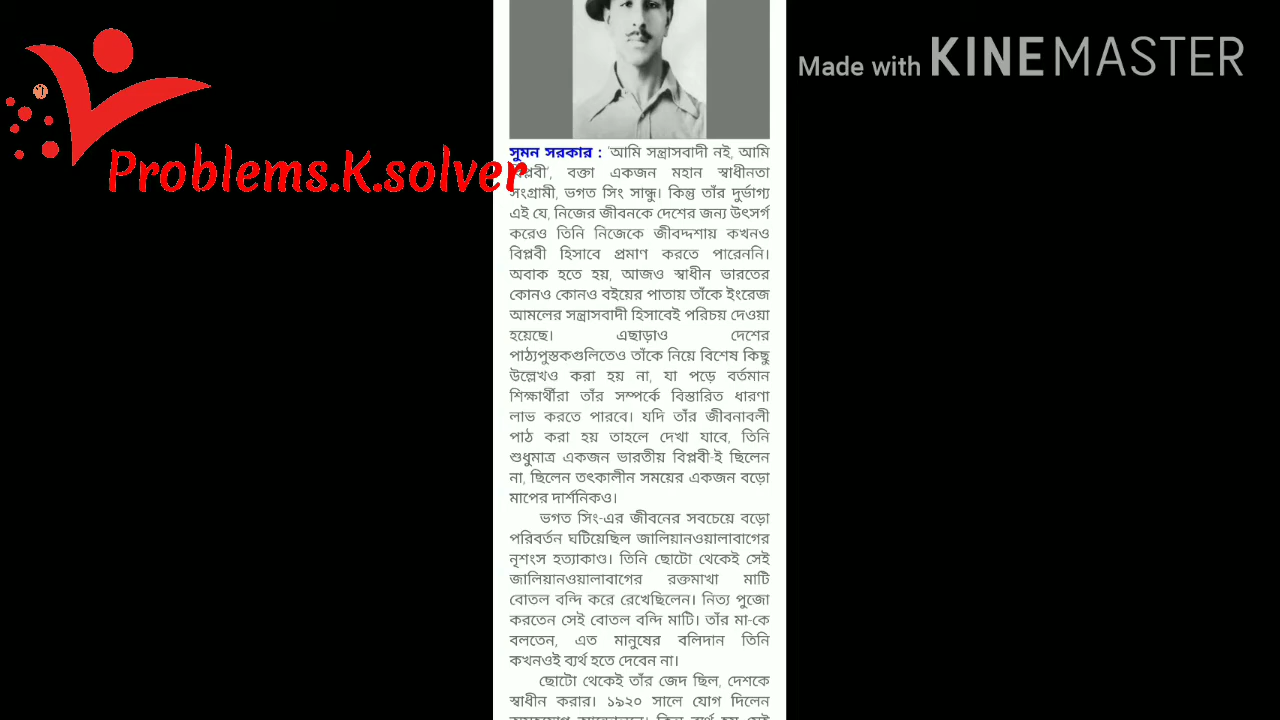 Made with KINEMASTER
Problems.K.solver
সুমন সরকার : 'আমি সন্ত্রাসবাদী নই, আমি
বক্তা একজন মহান স্বাধীনতা
সংগ্রামী, ভগত সিং সান্ধু। কিন্তু তাঁর দুর্ভাগ্য
এই যে, নিজের জীবনকে দেশের জন্য উৎসর্গ
করেও তিনি নিজেকে জীবদ্দশায় কখনও
বিপ্লবী হিসাবে প্রমাণ করতে পারেননি।
অবাক হতে হয়, আজও স্বাধীন ভারতের
কোনও কোনও বইয়ের পাতায় তাঁকে ইংরেজ
আমলের সন্ত্রাসবাদী হিসাবেই পরিচয় দেওয়া
হয়েছে। এছাড়াও দেশের
পাঠ্যপুস্তকগুলিতেও তাঁকে নিয়ে বিশেষ কিছু
উল্লেখও করা হয় না, যা পড়ে বর্তমান
শিক্ষার্থীরা তাঁর সম্পর্কে বিস্তারিত ধারণা
লাভ করতে পারবে। যদি তাঁর জীবনাবলী
পাঠ করা হয় তাহলে দেখা যাবে, তিনি
শুধুমাত্র একজন ভারতীয় বিপ্লবী-ই ছিলেন
না, ছিলেন তৎকালীন সময়ের একজন বড়ো
মাপের দার্শনিকও।
ভগত সিং-এর জীবনের সবচেয়ে বড়ো
পরিবর্তন ঘটিয়েছিল জালিয়ানওয়ালাবাগের
নৃশংস হত্যাকাণ্ড। তিনি ছোটো থেকেই সেই
জালিয়ানওয়ালাবাগের রক্তমাখা মাটি
বোতল বন্দি করে রেখেছিলেন। নিত্য পুজো
করতেন সেই বোতল বন্দি মাটি। তাঁর মা-কে
বলতেন, এত মানুষের বলিদান তিনি
কখনওই ব্যর্থ হতে দেবেন না।
ছোটো থেকেই তাঁর জেদ ছিল, দেশকে
স্বাধীন করার। ১৯২০ সালে যোগ দিলেন